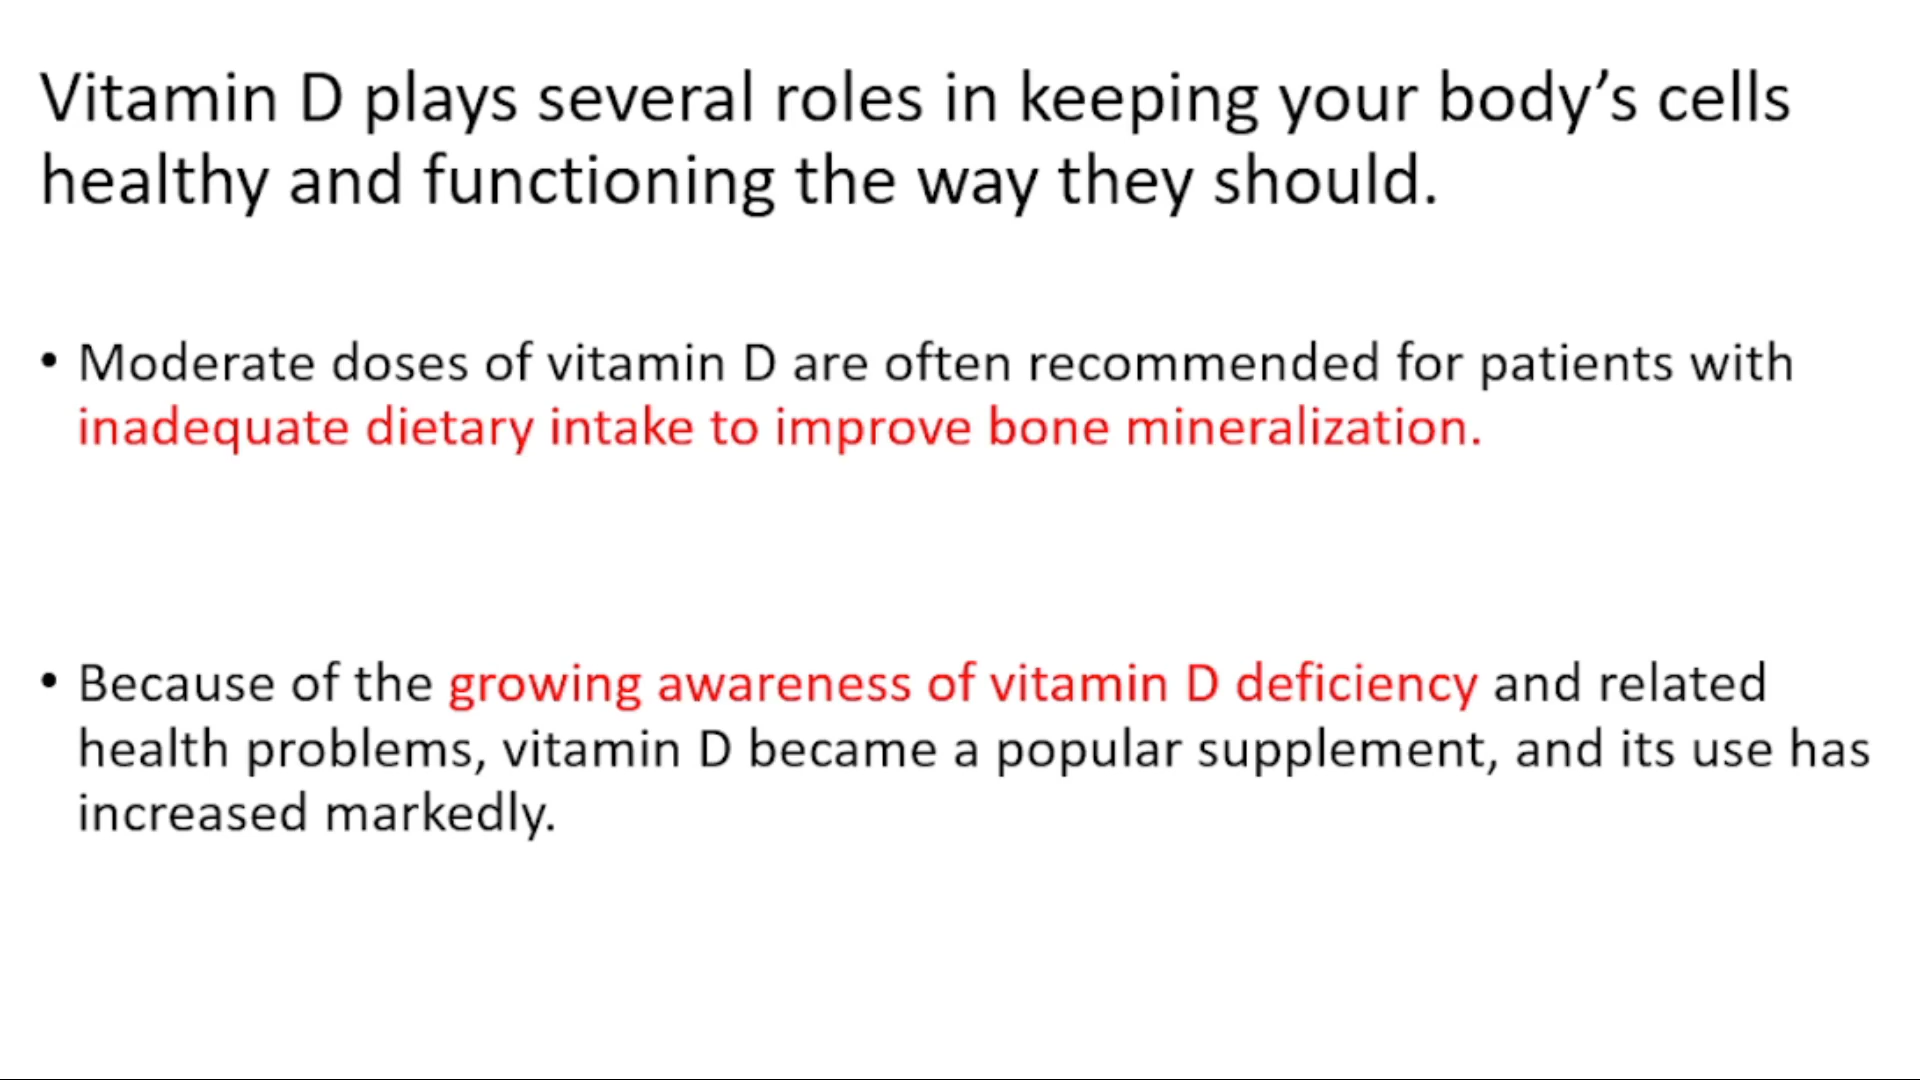 Vitamin D plays several roles in keeping your body’s cells
healthy and functioning the way they should.
• Moderate doses of vitamin D are often recommended for patients with
inadequate dietary intake to improve bone mineralization.
• Because of the growing awareness of vitamin D deficiency and related
health problems, vitamin D became a popular supplement, and its use has
increased markedly.